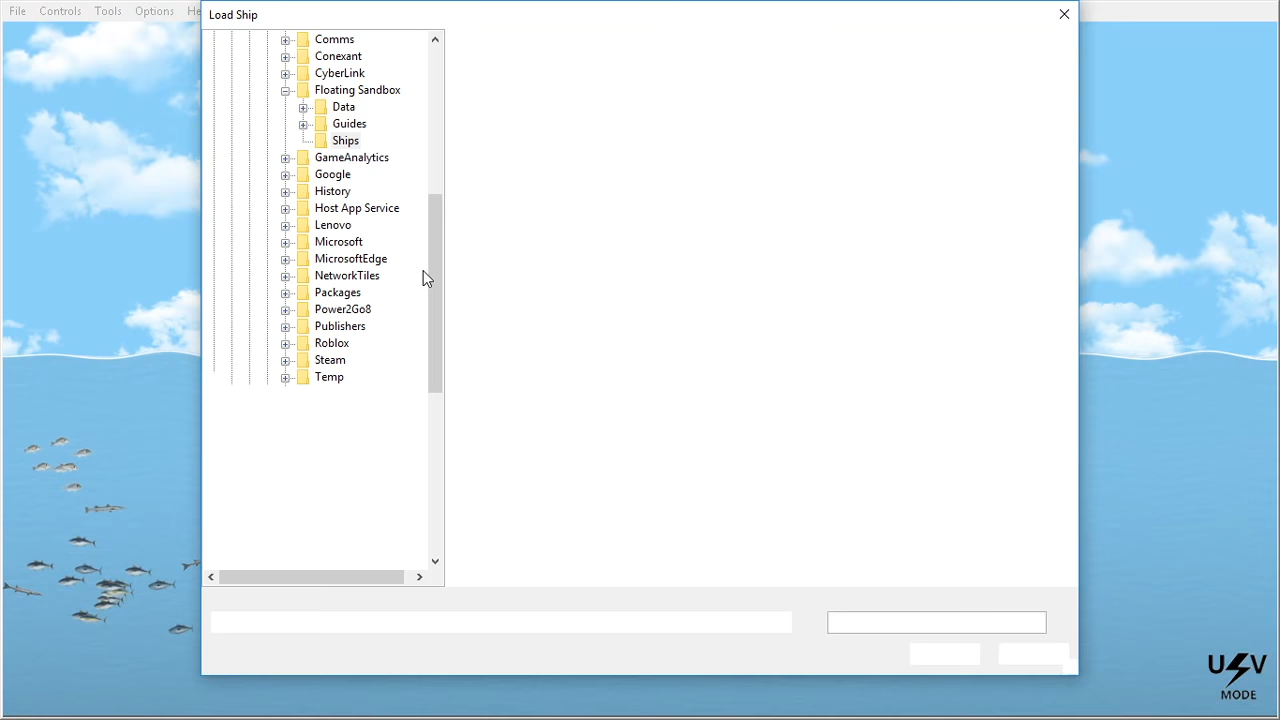 File Controls Tools Options He
Load Ship
Comms
Conexant
CyberLink
Floating Sandbox
Data
Guides
Ships
GameAnalytics
Google
History
Host App Service
Lenovo
Microsoft
MicrosoftEdge
NetworkTiles
Packages
Power2Go8
Publishers
Roblox
Steam
Temp
U V
MODE